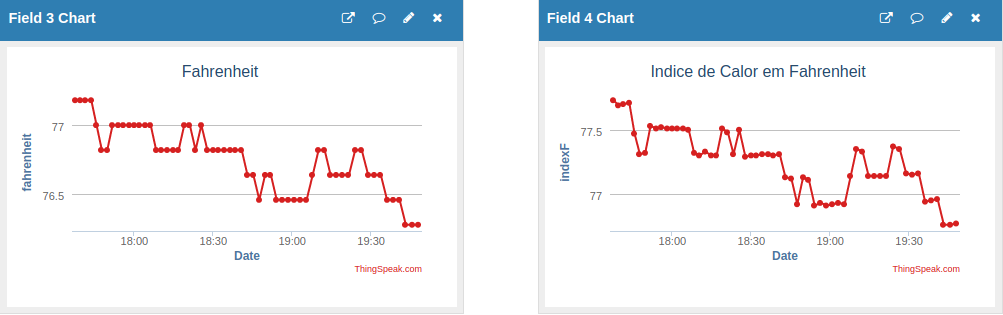 Field 3 Chart
Fahrenheit
fahrenheit
77
76.5
18:00 18:30 19:00 19:30
Date
ThingSpeak.com
Field 4 Chart
Indice de Calor em Fahrenheit
indexF
77.5
77
18:00 18:30 19:00 19:30
Date
ThingSpeak.com